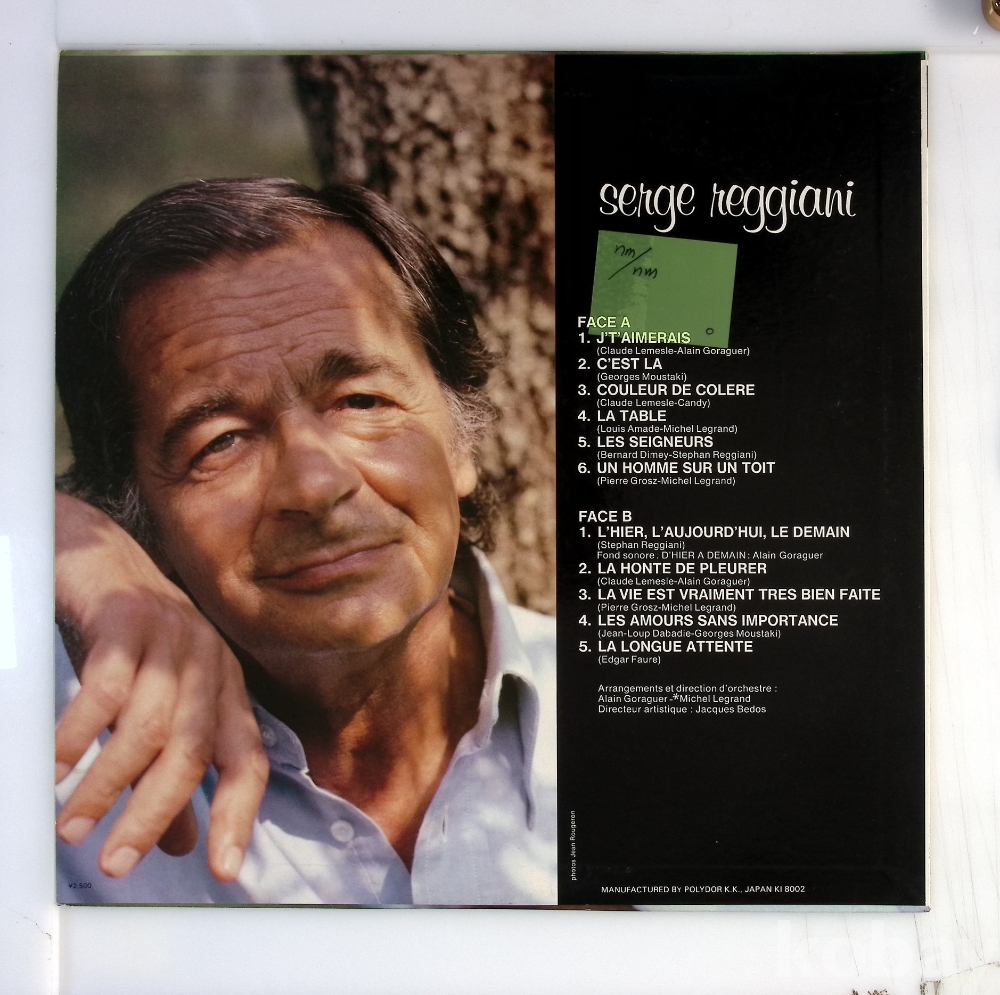 serge reggiani
nm/
nm
FACE A
1. J'T'AIMERAIS
(Claude Lemesle-Alain Goraguer)
2. C'EST LA
(Georges Moustaki)
3. COULEUR DE COLERE
(Claude Lemesle-Candy)
4. LA TABLE
(Louis Amade-Michel Legrand)
5. LES SEIGNEURS
(Bernard Dimey-Stephan Reggiani)
6. UN HOMME SUR UN TOIT
(Pierre Grosz-Michel Legrand)
FACE B
1. L'HIER, L'AUJOURD'HUI, LE DEMAIN
(Stephan Reggiani)
Fond sonore. D'HIER A DEMAIN: Alain Goraguer
2. LA HONTE DE PLEURER
(Claude Lemesle-Alain Goraguer)
3. LA VIE EST VRAIMENT TRES BIEN FAITE
(Pierre Grosz-Michel Legrand)
4. LES AMOURS SANS IMPORTANCE
(Jean-Loup Dabadie-Georges Moustaki)
5. LA LONGUE ATTENTE
(Edgar Faure)
Arrangements et direction d'orchestre :
Alain Goraguer-*Michel Legrand
Directeur artistique : Jacques Bedos
photos Jean Rougeron
¥2,500
MANUFACTURED BY POLYDOR K.K., JAPAN KI 8002